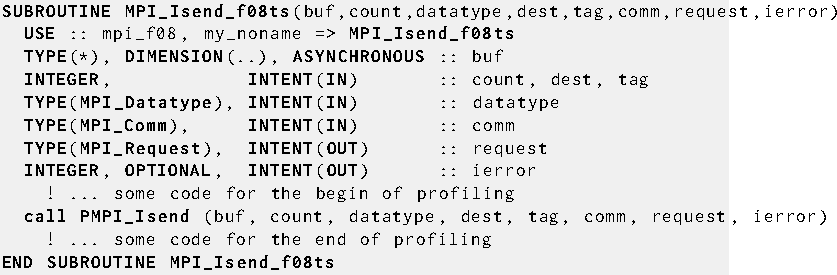 SUBROUTINE MPI_Isend_f08ts(buf,count,datatype,dest,tag,comm,request,ierror)
  USE :: mpi_f08, my_noname => MPI_Isend_f08ts
  TYPE(*), DIMENSION(..), ASYNCHRONOUS :: buf
  INTEGER,             INTENT(IN)       :: count, dest, tag
  TYPE(MPI_Datatype), INTENT(IN)       :: datatype
  TYPE(MPI_Comm),     INTENT(IN)       :: comm
  TYPE(MPI_Request),  INTENT(OUT)      :: request
  INTEGER, OPTIONAL,  INTENT(OUT)      :: ierror
    ! ... some code for the begin of profiling
  call PMPI_Isend (buf, count, datatype, dest, tag, comm, request, ierror)
    ! ... some code for the end of profiling
END SUBROUTINE MPI_Isend_f08ts